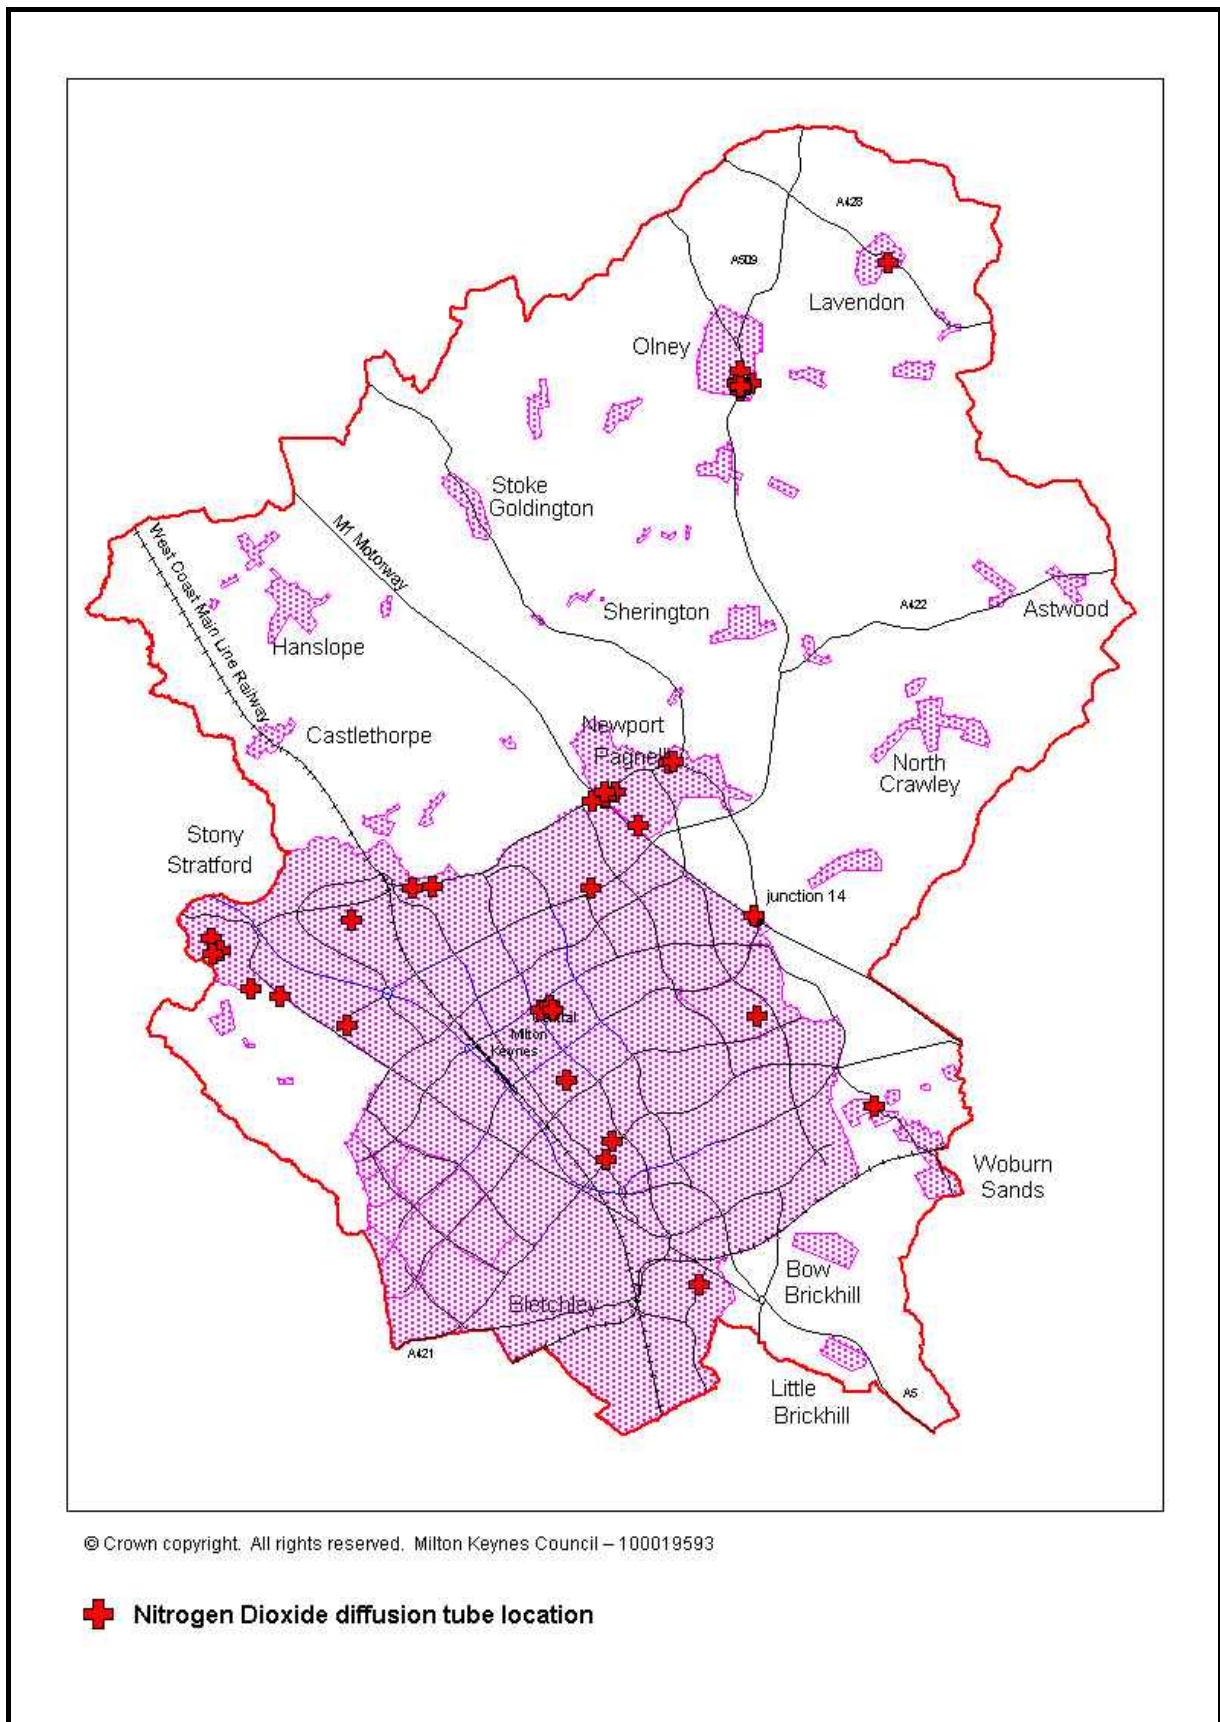 A428
A509
Lavendon
Olney
Stoke
Goldington
M1 Motorway
West Coast Main Line Railway
Sherington
A422
Astwood
Hanslope
Newport
Pagnell
Castlethorpe
North
Crawley
Stony
Stratford
junction 14
Central
Milton
Keynes
Woburn
Sands
Bow
Brickhill
Bletchley
A421
Little
Brickhill
A5
© Crown copyright. All rights reserved. Milton Keynes Council – 100019593
Nitrogen Dioxide diffusion tube location